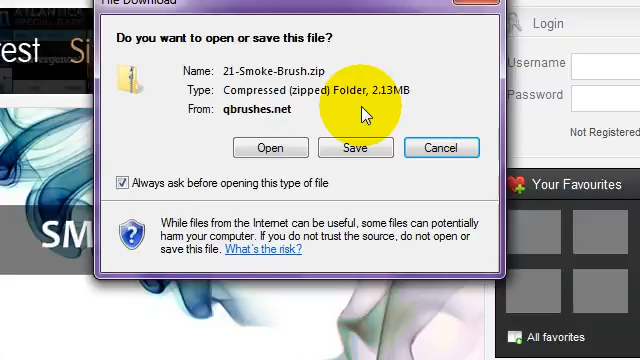 File Download
ATLANTICA
rest
Si
Do you want to open or save this file?
Name: 21-Smoke-Brush.zip
Type: Compressed (zipped) Folder, 2.13MB
From: qbrushes.net
Open
Save
Cancel
Always ask before opening this type of file
While files from the Internet can be useful, some files can potentially
harm your computer. If you do not trust the source, do not open or
save this file. What's the risk?
SM
Login
Username
Password
Not Registered
Your Favourites
All favorites